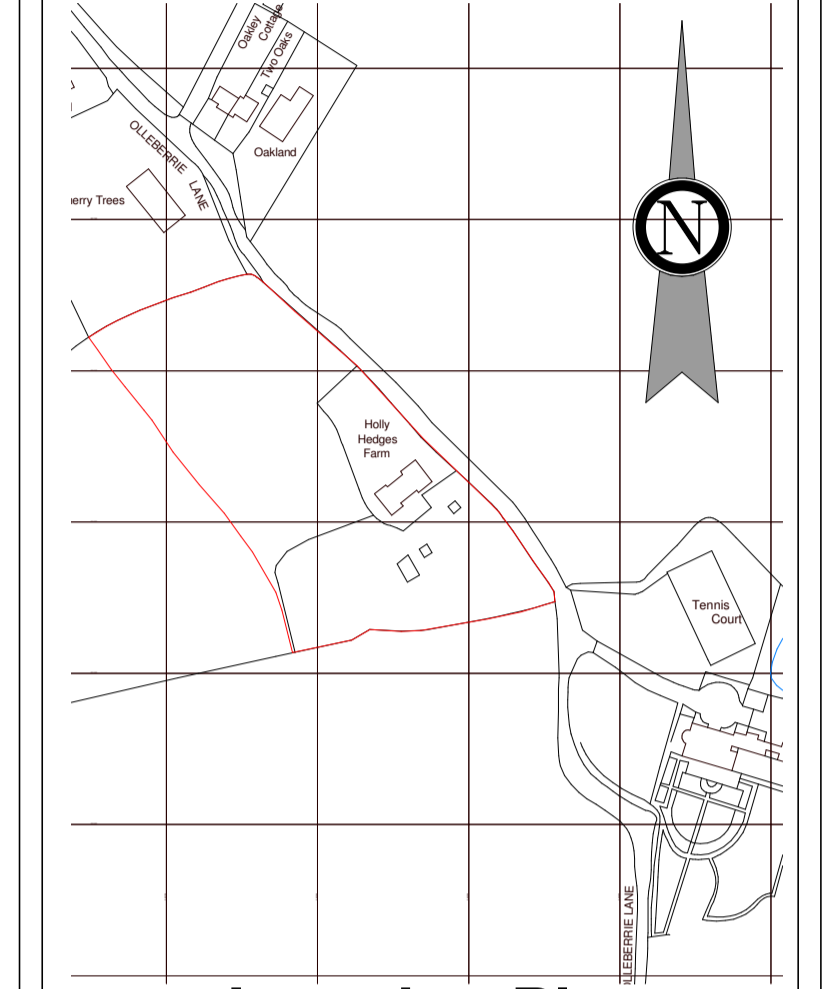 Oakley
Cottage
Two Oaks
Oakland
OLLEBERRIE
LANE
erry Trees
N
Holly
Hedges
Farm
Tennis
Court
OLLEBERRIE LANE